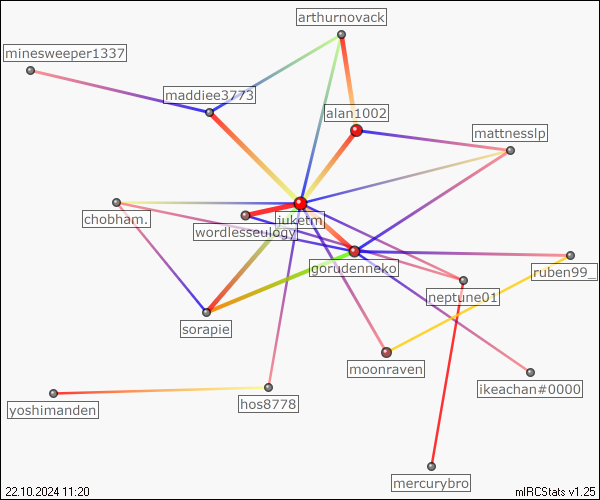 arthurnovack
minesweeper1337
maddiee3773
alan1002
mattnesslp
chobham.
juketm
wordlesseulogy
gorudenneko
ruben99_
neptune01
sorapie
moonraven
ikeachan#0000
yoshimanden
hos8778
mercurybro
22.10.2024 11:20
mIRCStats v1.25